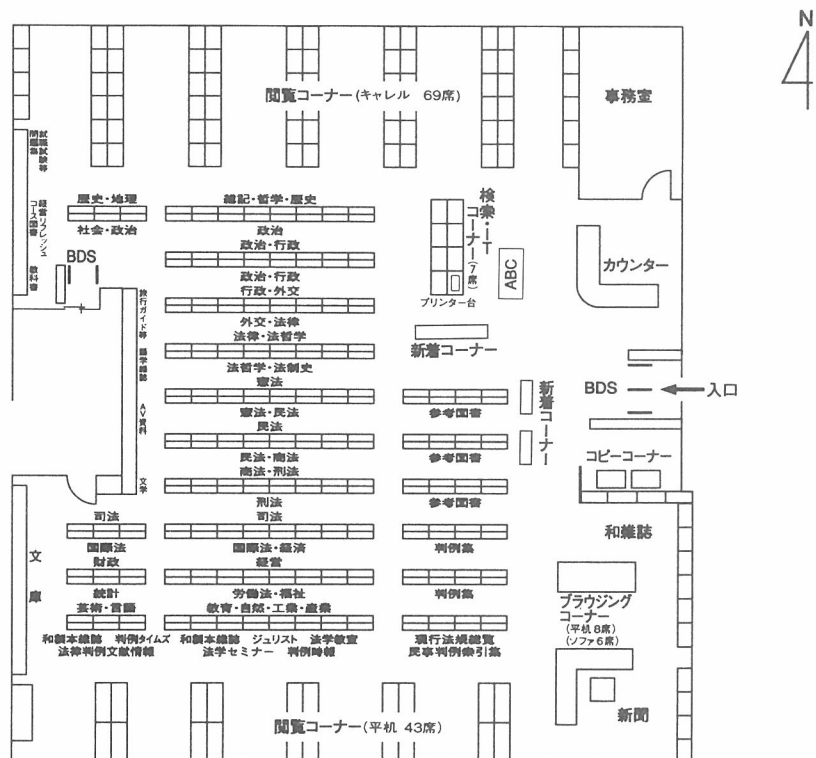 N
閲覧コーナー(キャレル 69席)
事務室
就職試験等
問題集
経営リフレッシュ
コース図書
教科書
歴史・地理
社会・政治
BDS
総記・哲学・歴史
政治
政治・行政
政治・行政
行政・外交
外交・法律
法律・法哲学
法哲学・法制史
憲法
憲法・民法
民法
民法・商法
商法・刑法
刑法
検索・IT
コーナー(7席)
プリンター台
ABC
カウンター
新着コーナー
新着コーナー
BDS
入口
旅行ガイド等
語学雑誌
AV資料
文学
参考図書
参考図書
参考図書
コピーコーナー
和雑誌
文庫
司法
国際法
財政
統計
芸術・言語
和製本雑誌 判例タイムズ
法律判例文献情報
司法
国際法・経済
経営
労働法・福祉
教育・自然・工業・産業
和製本雑誌 ジュリスト 法学教室
法学セミナー 判例時報
判例集
判例集
現行法規総覧
民事判例索引集
ブラウジング
コーナー
(平机 8席)
(ソファ 6席)
新聞
閲覧コーナー(平机 43席)